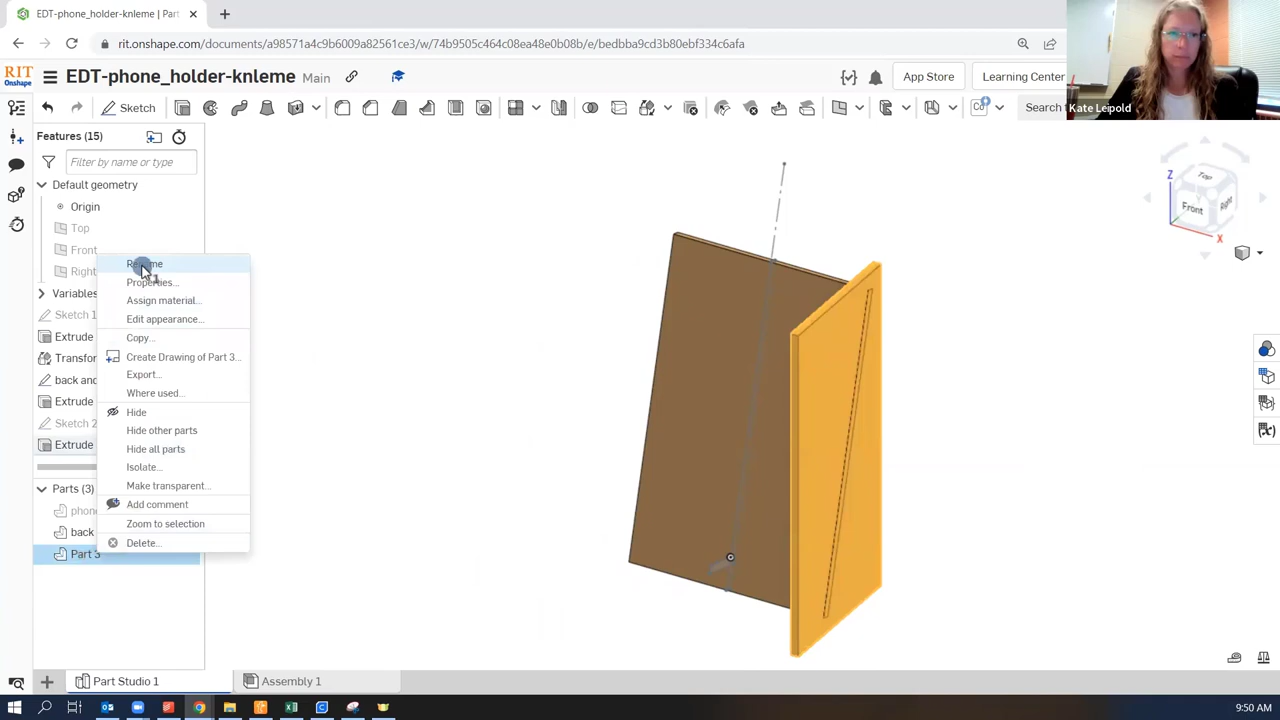 EDT-phone_holder-knleme | Part
rit.onshape.com/documents/a98571a4c9b6009a82561ce3/w/74b9505c464c08ea48e0b08b/e/bedbba9cd3b80ebf334c6afa
RIT
Onshape
EDT-phone_holder-knleme Main
App Store
Learning Center
Kate Leipold
Sketch
Search
Features (15)
Filter by name or type
Default geometry
Origin
Top
Front
Right
Variables
Sketch 1
Extrude
Transfor
back and
Extrude
Sketch 2
Extrude
Parts (3)
phon
back
Part 3
Rename
Properties...
Assign material...
Edit appearance...
Copy...
Create Drawing of Part 3...
Export...
Where used...
Hide
Hide other parts
Hide all parts
Isolate...
Make transparent...
Add comment
Zoom to selection
Delete...
Top
Front
Right
Z
Y
X
Part Studio 1
Assembly 1
9:50 AM